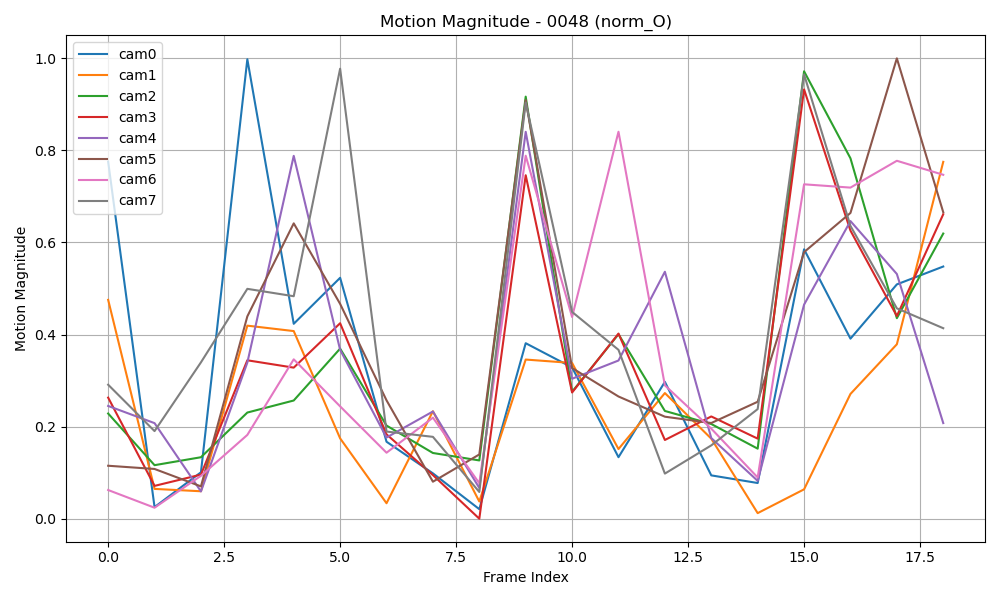 Motion Magnitude - 0048 (norm_O)
cam0
cam1
cam2
cam3
cam4
cam5
cam6
cam7
Motion Magnitude
1.0
0.8
0.6
0.4
0.2
0.0
0.0 2.5 5.0 7.5 10.0 12.5 15.0 17.5
Frame Index